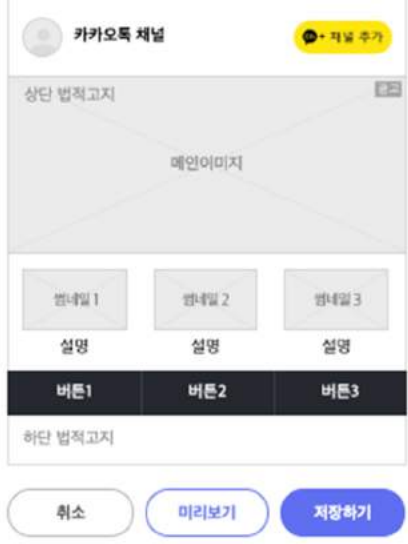 카카오톡 채널
+ 채널 추가
상단 법적고지
광고
메인이미지
썸네일 1
썸네일 2
썸네일 3
설명
설명
설명
버튼1
버튼2
버튼3
하단 법적고지
취소
미리보기
저장하기